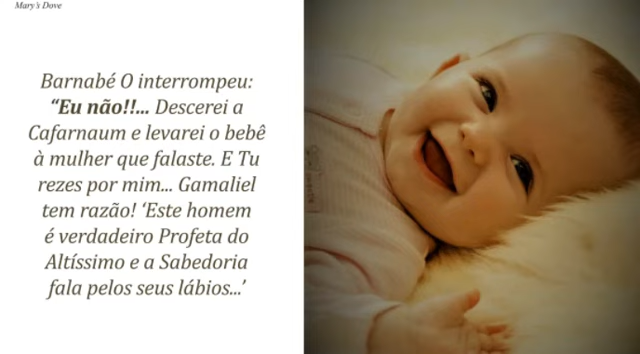 Mary's Dove
Barnabé O interrompeu:
“Eu não!!... Descerei a
Cafarnaum e levarei o bebê
à mulher que falaste. E Tu
rezes por mim... Gamaliel
tem razão! ‘Este homem
é verdadeiro Profeta do
Altíssimo e a Sabedoria
fala pelos seus lábios...’